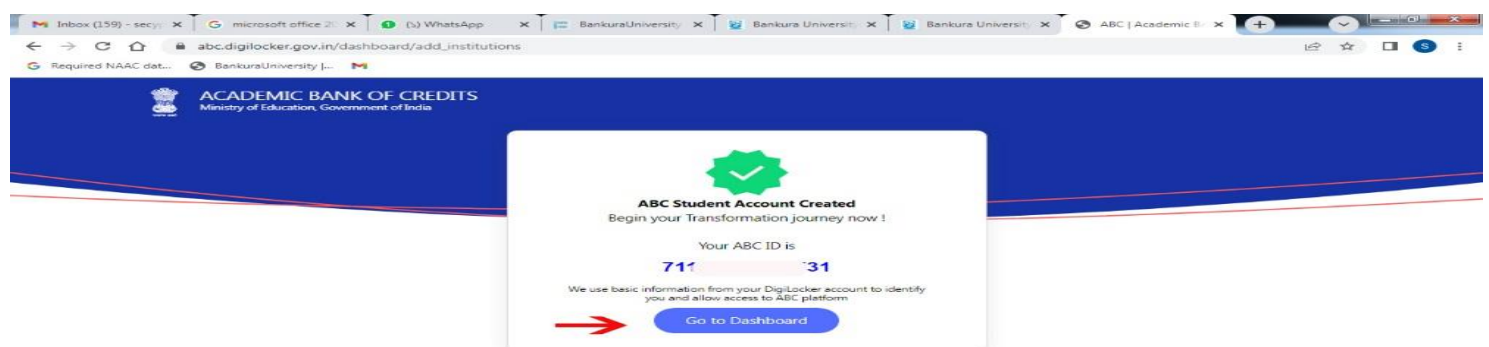 Inbox (159) - secy
microsoft office 2
WhatsApp
BankuraUniversity
Bankura University
Bankura University
ABC | Academic B
abc.digilocker.gov.in/dashboard/add_institutions
S
Required NAAC dat...
BankuraUniversity |...
ACADEMIC BANK OF CREDITS
Ministry of Education, Government of India
ABC Student Account Created
Begin your Transformation journey now !
Your ABC ID is
711 31
We use basic information from your DigiLocker account to identify
you and allow access to ABC platform
Go to Dashboard